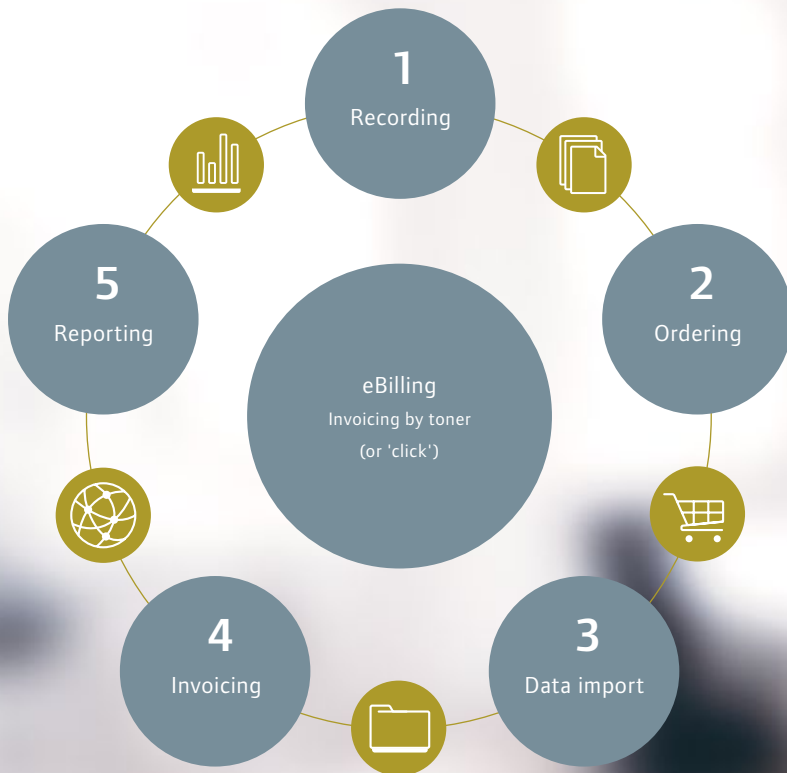 1
Recording
2
Ordering
3
Data import
4
Invoicing
5
Reporting
eBilling
Invoicing by toner
(or 'click')